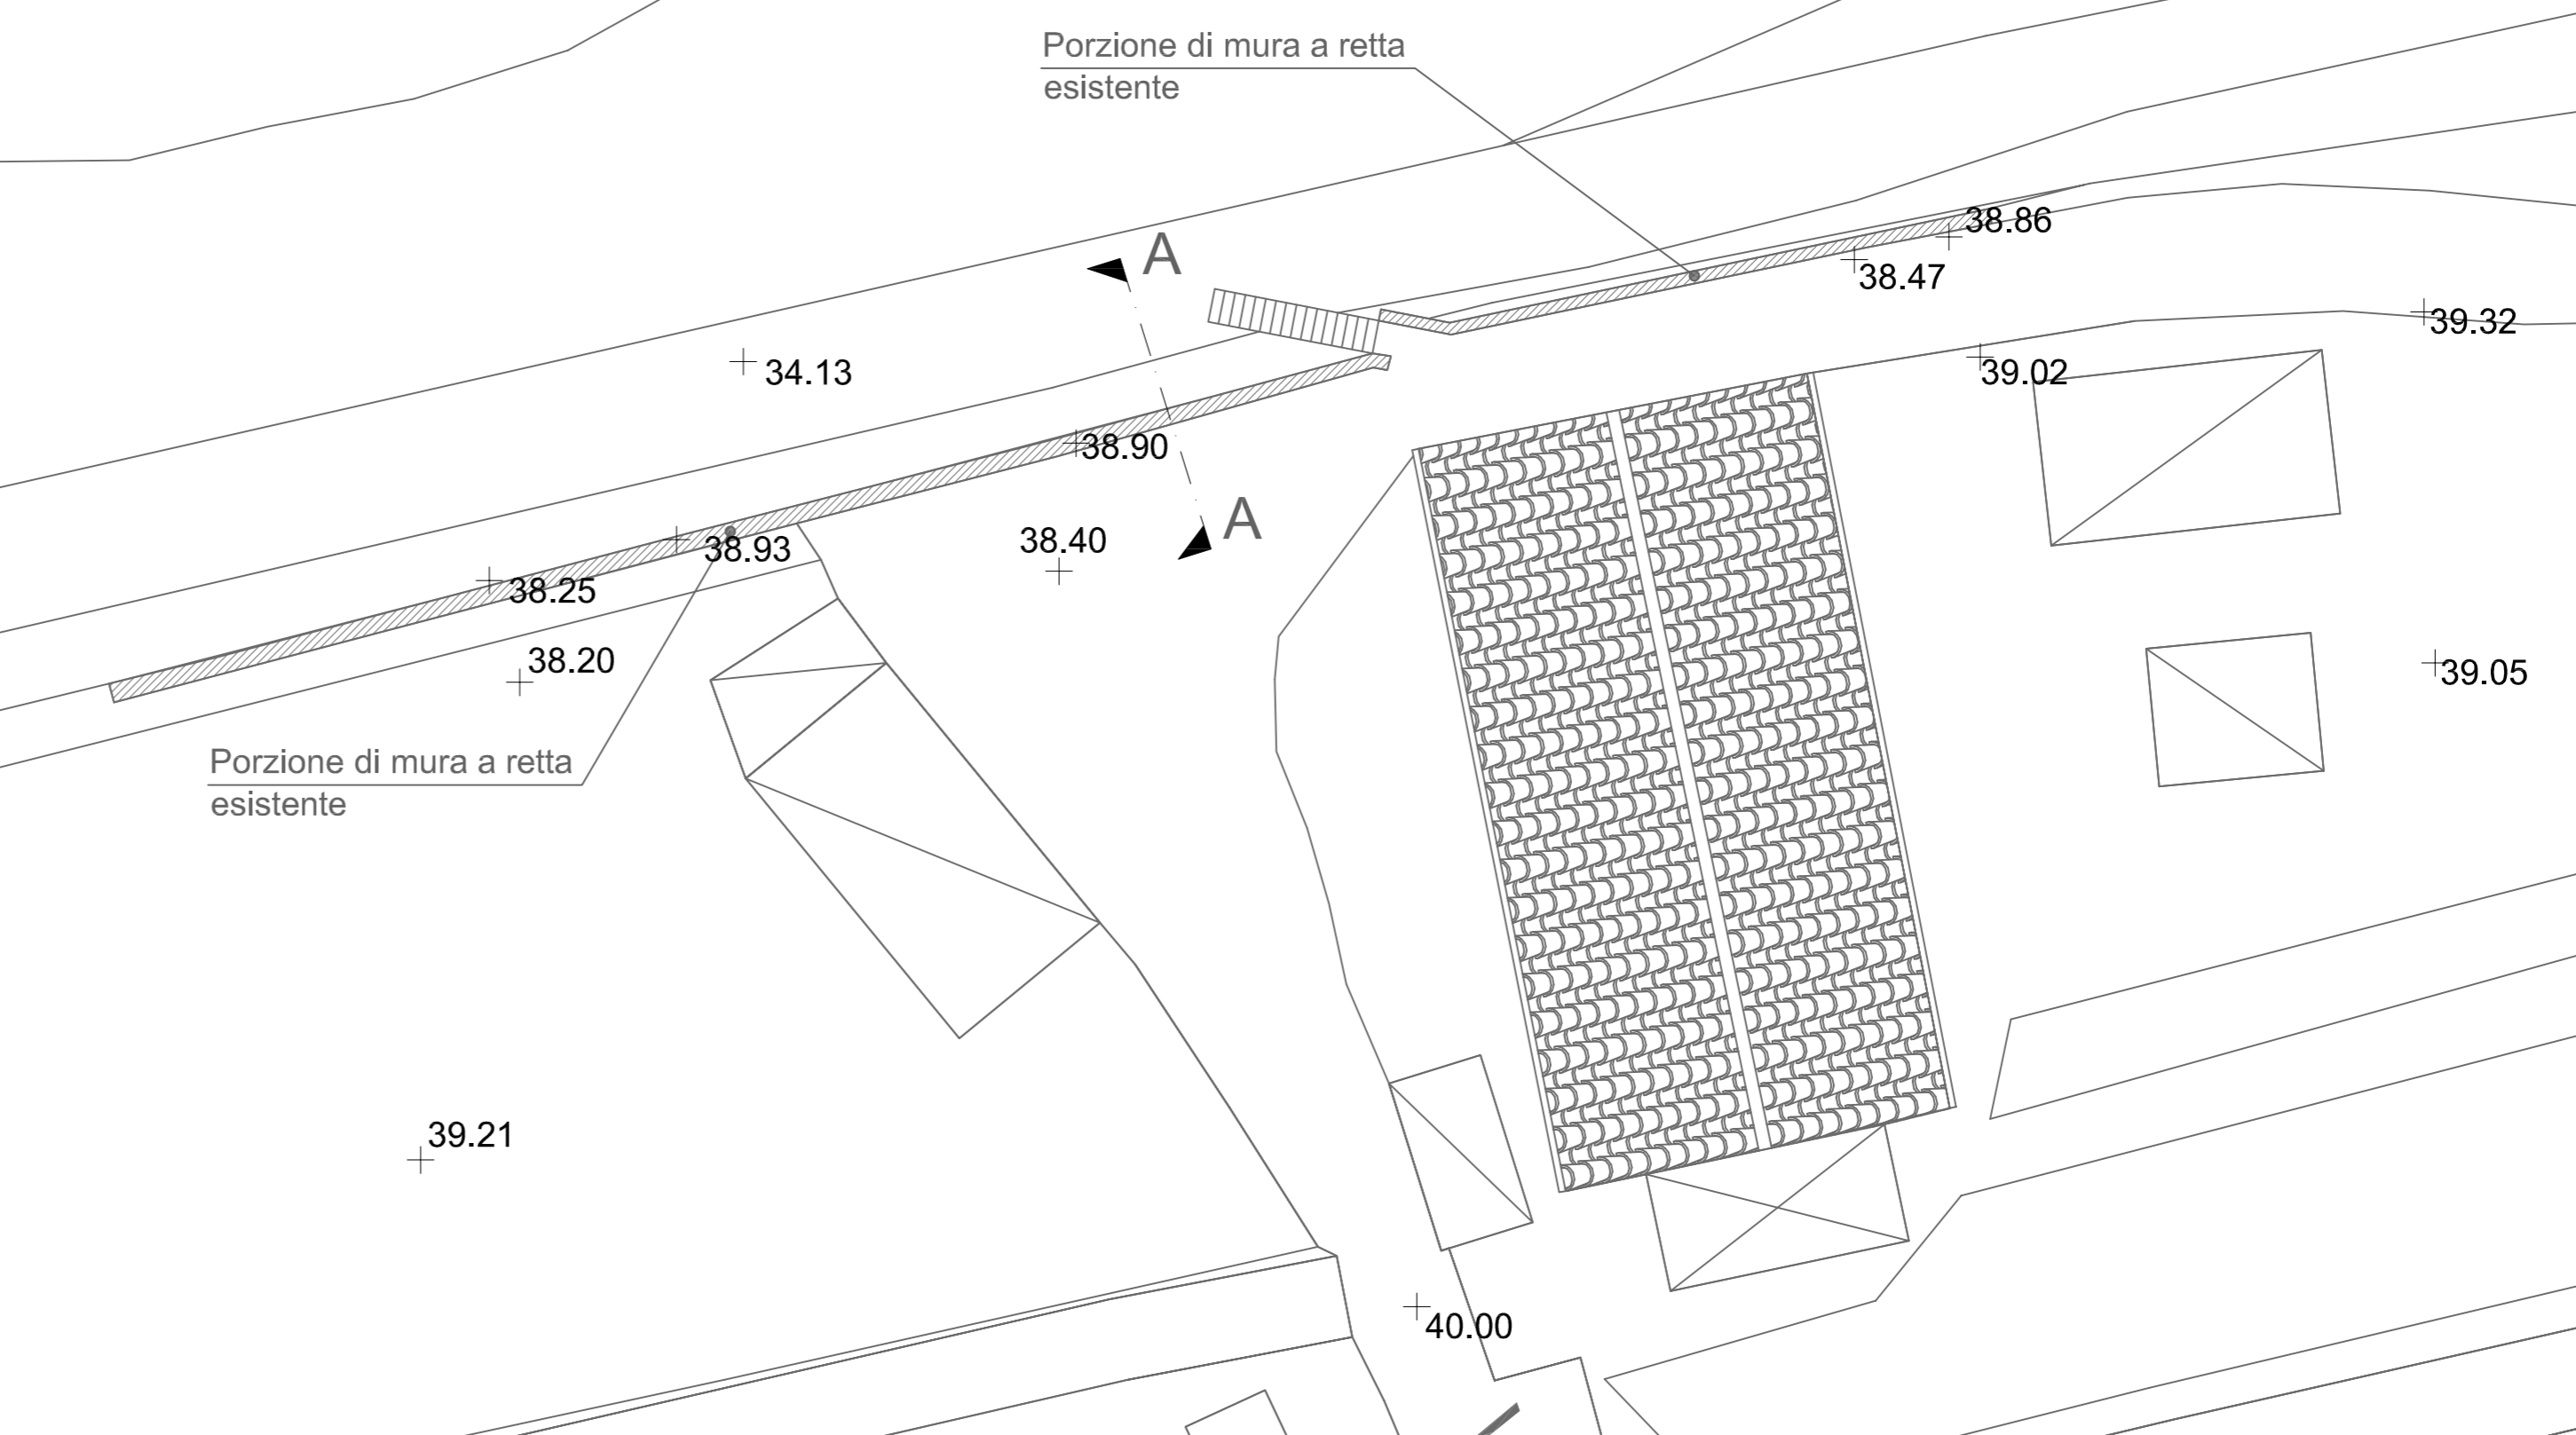 Porzione di mura a retta
esistente
38.86
A
38.47
39.32
34.13
39.02
38.90
A
38.40
38.93
38.25
38.20
39.05
Porzione di mura a retta
esistente
39.21
40.00